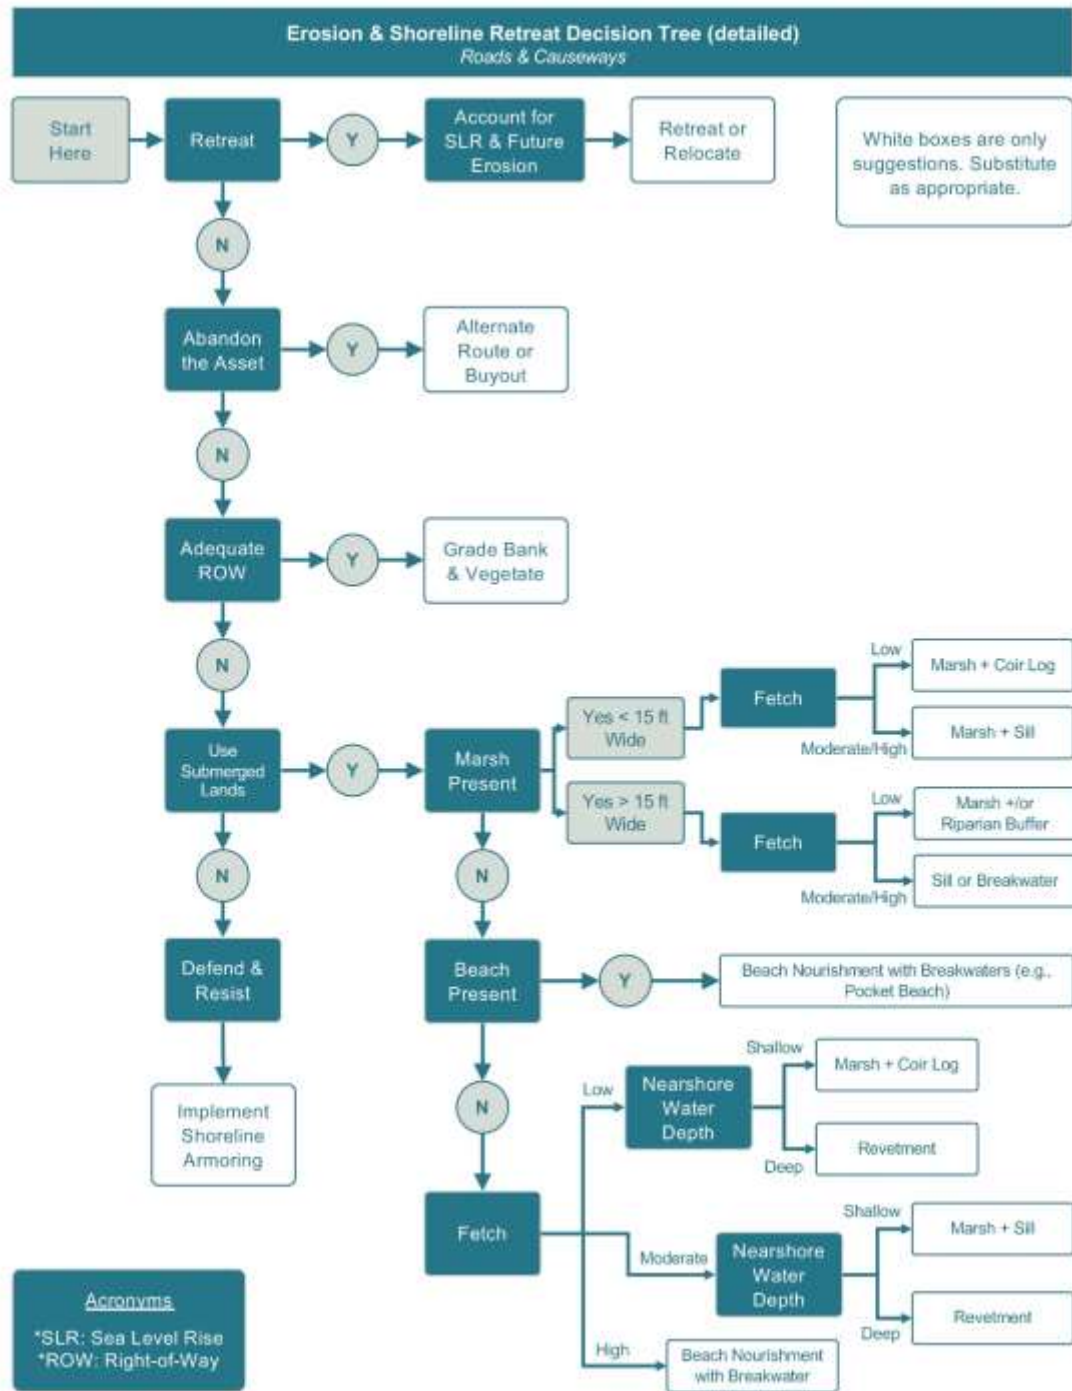 Erosion & Shoreline Retreat Decision Tree (detailed)
Roads & Causeways
Start
Here
Retreat
Y
Account for
SLR & Future
Erosion
Retreat or
Relocate
White boxes are only
suggestions. Substitute
as appropriate.
N
Abandon
the Asset
Y
Alternate
Route or
Buyout
N
Adequate
ROW
Y
Grade Bank
& Vegetate
N
Use
Submerged
Lands
Y
Marsh
Present
Yes < 15 ft
Wide
Fetch
Low
Marsh + Coir Log
Moderate/High
Marsh + Sill
Yes > 15 ft
Wide
Fetch
Low
Marsh +/or
Riparian Buffer
Moderate/High
Sill or Breakwater
N
N
Defend &
Resist
Beach
Present
Y
Beach Nourishment with Breakwaters (e.g.,
Pocket Beach)
Implement
Shoreline
Armoring
N
Fetch
Low
Nearshore
Water
Depth
Shallow
Marsh + Coir Log
Deep
Revetment
Moderate
Nearshore
Water
Depth
Shallow
Marsh + Sill
Deep
Revetment
High
Beach Nourishment
with Breakwater
Acronyms
*SLR: Sea Level Rise
*ROW: Right-of-Way